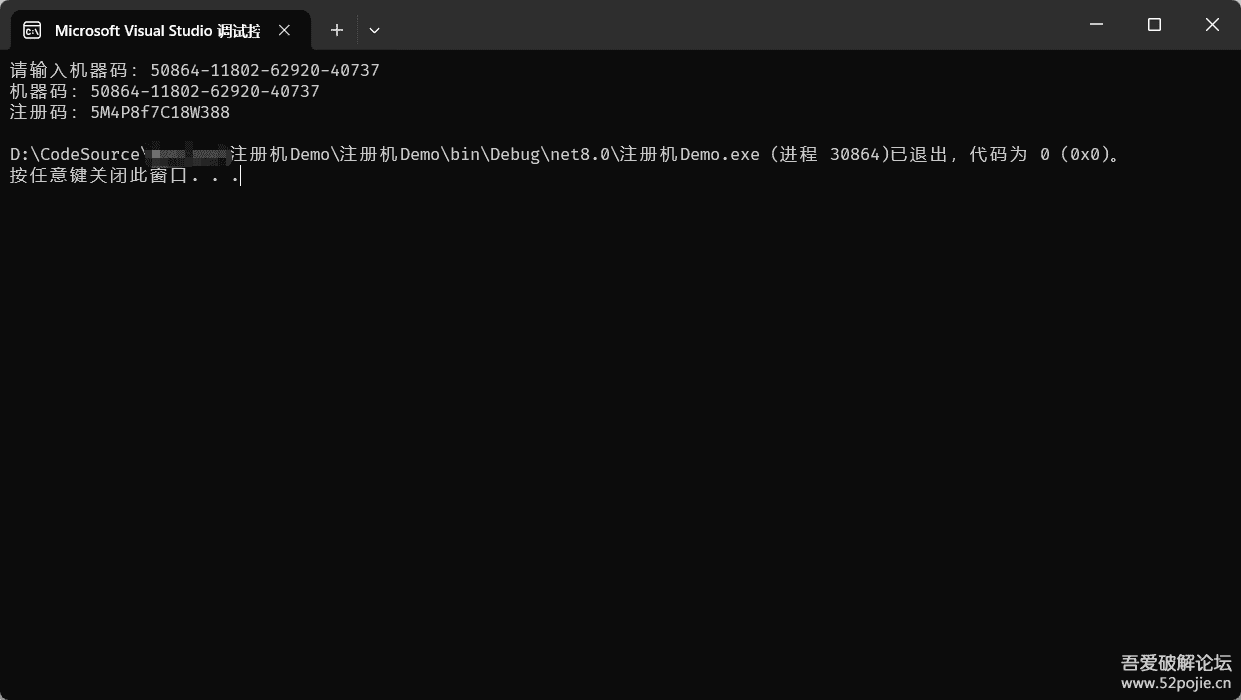 Microsoft Visual Studio 调试控
请输入机器码: 50864-11802-62920-40737
机器码: 50864-11802-62920-40737
注册码: 5M4P8f7C18W388
D:\CodeSource\注册机Demo\注册机Demo\bin\Debug\net8.0\注册机Demo.exe (进程 30864)已退出, 代码为 0 (0x0)。
按任意键关闭此窗口. . .
吾爱破解论坛
www.52pojie.cn